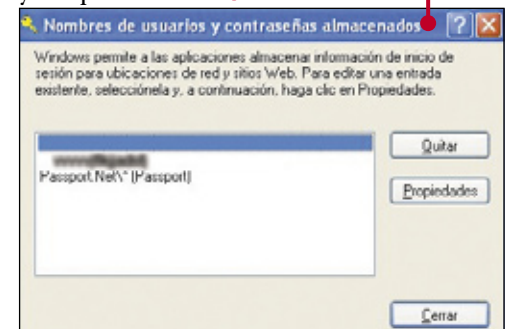 Nombres de usuarios y contraseñas almacenados
Windows permite a las aplicaciones almacenar información de inicio de
sesión para ubicaciones de red y sitios Web. Para editar una entrada
existente, selecciónela y, a continuación, haga clic en Propiedades.
Passport.Net\* (Passport)
Quitar
Propiedades
Cerrar